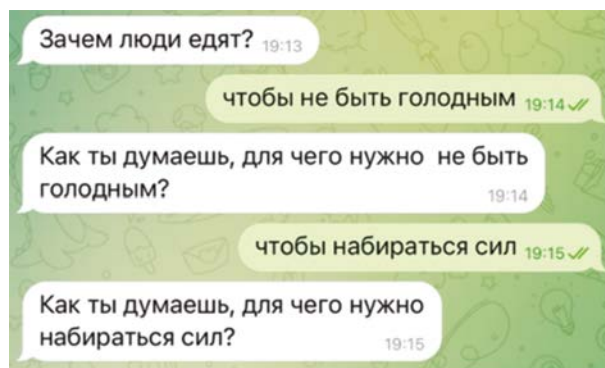 Зачем люди едят? 19:13
чтобы не быть голодным 19:14
Как ты думаешь, для чего нужно  не быть
голодным? 19:14
чтобы набираться сил 19:15
Как ты думаешь, для чего нужно
набираться сил? 19:15